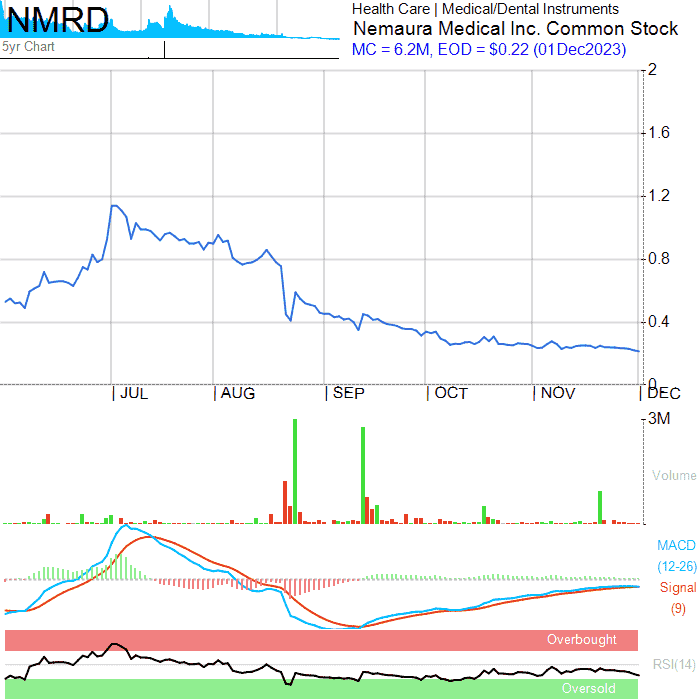 NMRD
5yr Chart
Health Care | Medical/Dental Instruments
Nemaura Medical Inc. Common Stock
MC = 6.2M, EOD = $0.22 (01Dec2023)
2
1.6
1.2
0.8
0.4
0
JUL AUG SEP OCT NOV DEC
3M
Volume
MACD
(12-26)
Signal
(9)
Overbought
RSI(14)
Oversold